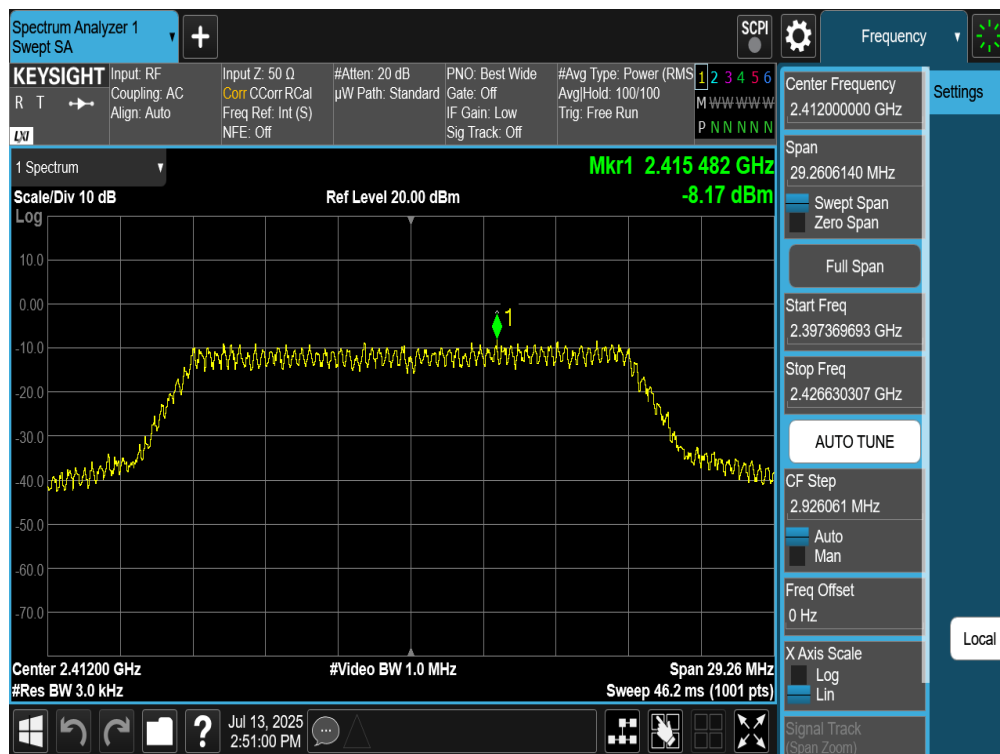 Spectrum Analyzer 1
Swept SA
+
SCPI
Frequency
KEYSIGHT
R T
LXI
Input: RF
Coupling: AC
Align: Auto
Input Z: 50 Ω
Corr CCorr RCal
Freq Ref: Int (S)
NFE: Off
#Atten: 20 dB
µW Path: Standard
PNO: Best Wide
Gate: Off
IF Gain: Low
Sig Track: Off
#Avg Type: Power (RMS
Avg|Hold: 100/100
Trig: Free Run
1 2 3 4 5 6
M W W W W W
P N N N N N
1 Spectrum
Mkr1 2.415 482 GHz
-8.17 dBm
Scale/Div 10 dB
Ref Level 20.00 dBm
Log
10.0
0.00
-10.0
-20.0
-30.0
-40.0
-50.0
-60.0
-70.0
1
Center 2.41200 GHz
#Video BW 1.0 MHz
Span 29.26 MHz
#Res BW 3.0 kHz
Sweep 46.2 ms (1001 pts)
Center Frequency
2.412000000 GHz
Span
29.2606140 MHz
Swept Span
Zero Span
Full Span
Start Freq
2.397369693 GHz
Stop Freq
2.426630307 GHz
AUTO TUNE
CF Step
2.926061 MHz
Auto
Man
Freq Offset
0 Hz
X Axis Scale
Log
Lin
Signal Track
(Span Zoom)
Settings
Local
?
Jul 13, 2025
2:51:00 PM